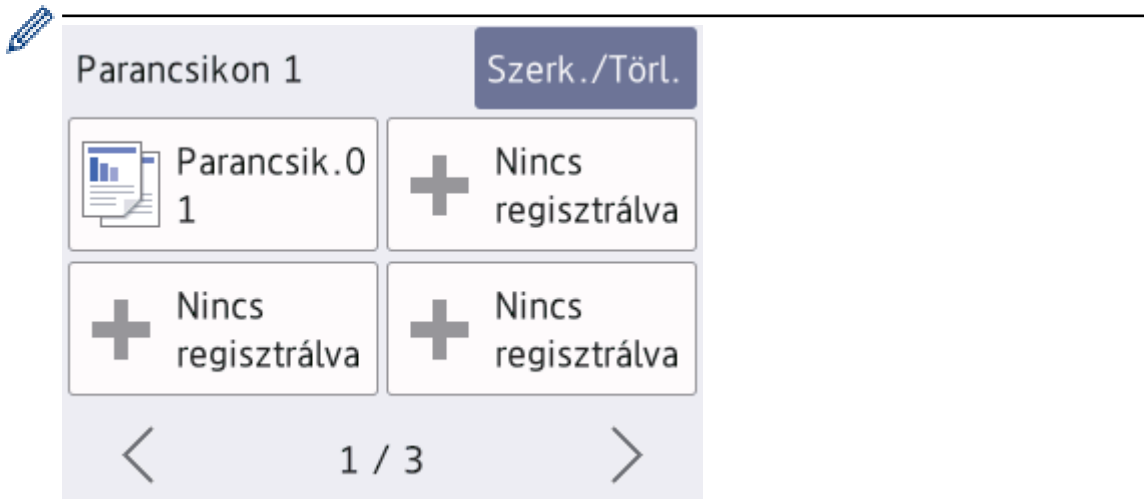 Parancsikon 1
Szerk./Törl.
Parancsik.0
1
Nincs
regisztrálva
Nincs
regisztrálva
Nincs
regisztrálva
1 / 3